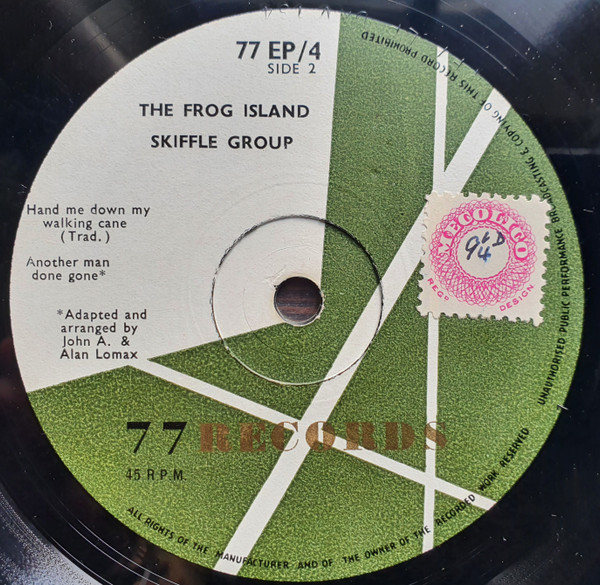 77 EP/4
SIDE 2
THE FROG ISLAND
SKIFFLE GROUP
Hand me down my
walking cane
(Trad.)
Another man
done gone*
*Adapted and
arranged by
John A. &
Alan Lomax
MECOLICO
REGD DESIGN
77 RECORDS
45 R.P.M.
ALL RIGHTS OF THE MANUFACTURER AND OF THE OWNER OF THE RECORDED WORK RESERVED
UNAUTHORISED PUBLIC PERFORMANCE BROADCASTING & COPYING OF THIS RECORD PROHIBITED